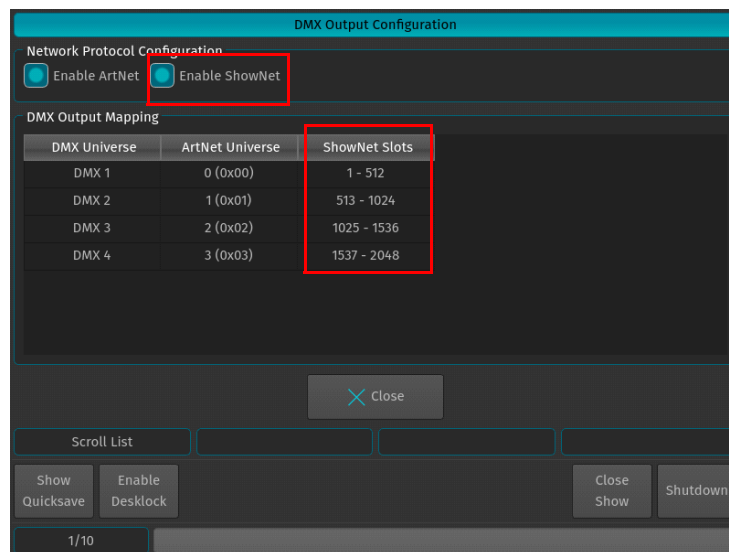 DMX Output Configuration
Network Protocol Configuration
Enable ArtNet Enable ShowNet
DMX Output Mapping
DMX Universe ArtNet Universe ShowNet Slots
DMX 1 0 (0x00) 1 - 512
DMX 2 1 (0x01) 513 - 1024
DMX 3 2 (0x02) 1025 - 1536
DMX 4 3 (0x03) 1537 - 2048
Close
Scroll List
Show Quicksave Enable Desklock Close Show Shutdown
1/10